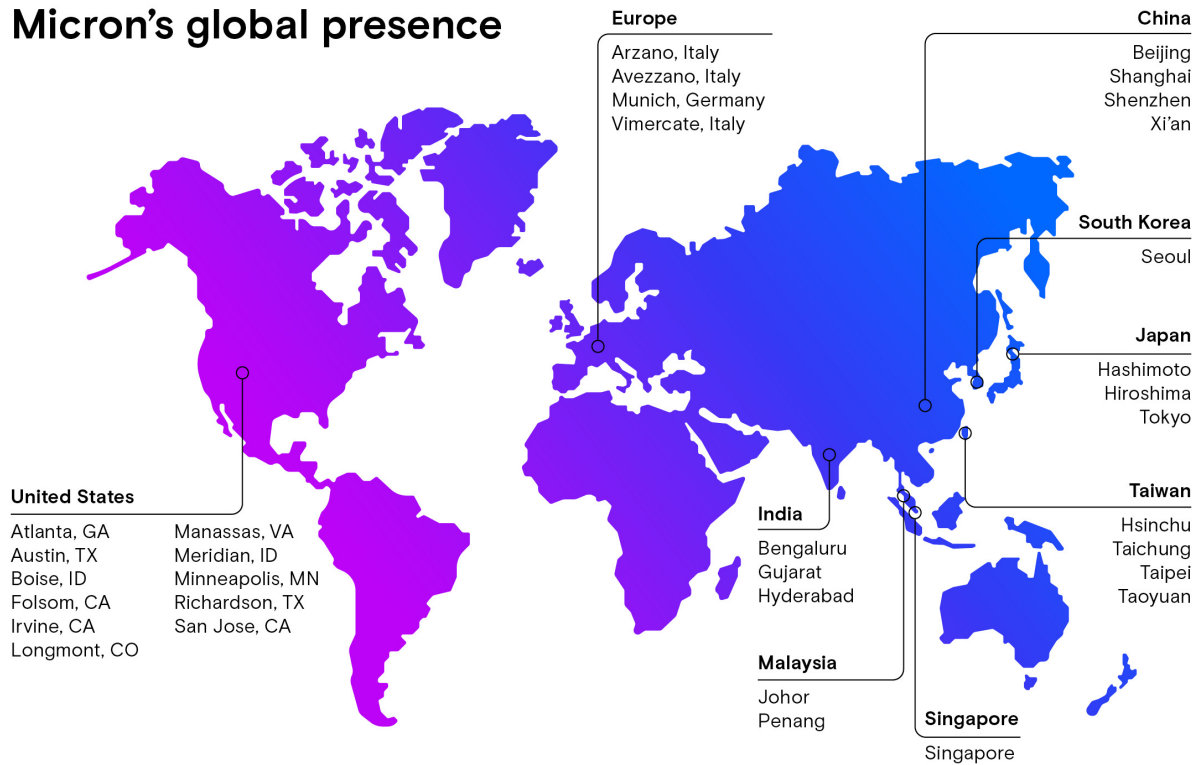 Micron’s global presence
Europe
Arzano, Italy
Avezzano, Italy
Munich, Germany
Vimercate, Italy
China
Beijing
Shanghai
Shenzhen
Xi’an
South Korea
Seoul
Japan
Hashimoto
Hiroshima
Tokyo
Taiwan
Hsinchu
Taichung
Taipei
Taoyuan
United States
Atlanta, GA
Austin, TX
Boise, ID
Folsom, CA
Irvine, CA
Longmont, CO
Manassas, VA
Meridian, ID
Minneapolis, MN
Richardson, TX
San Jose, CA
India
Bengaluru
Gujarat
Hyderabad
Malaysia
Johor
Penang
Singapore
Singapore